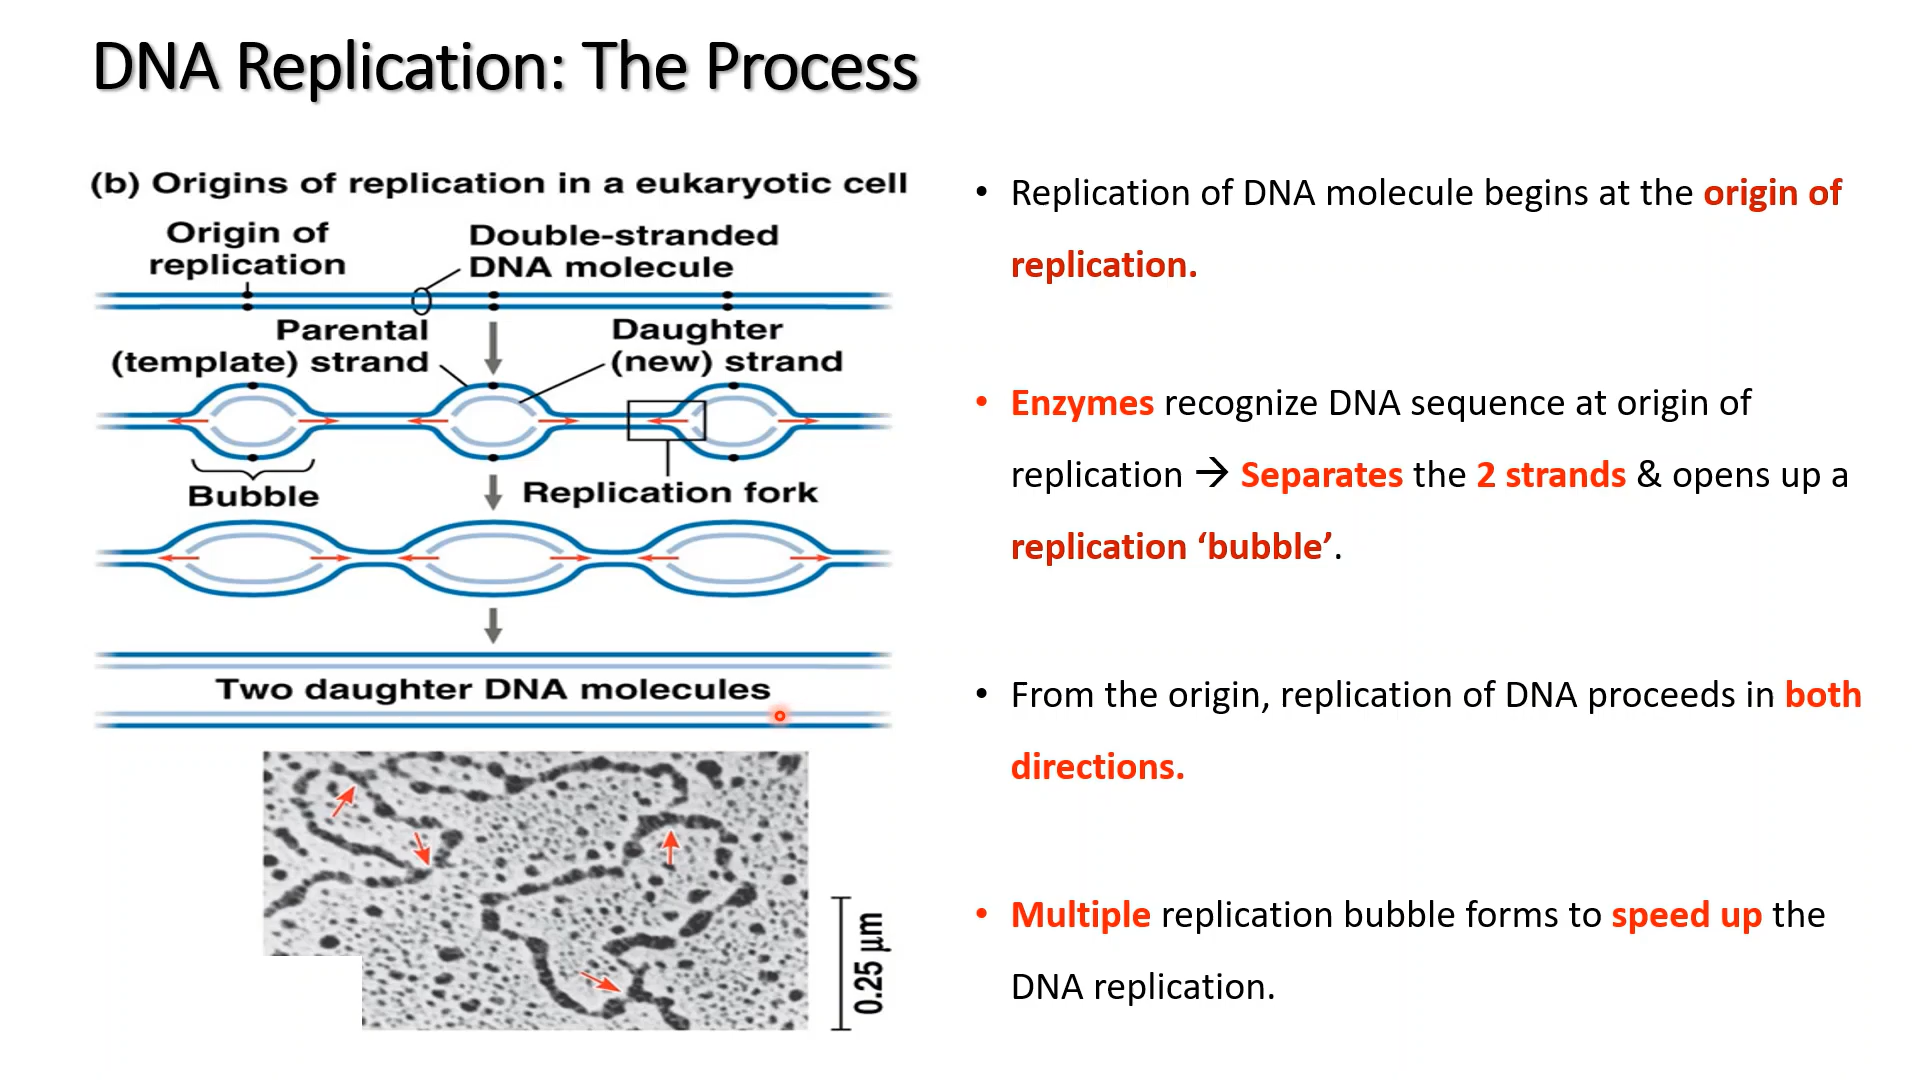 DNA Replication: The Process
(b) Origins of replication in a eukaryotic cell
Origin of
replication
Double-stranded
DNA molecule
Parental
(template) strand
Daughter
(new) strand
Bubble
Replication fork
Two daughter DNA molecules
0.25 µm
• Replication of DNA molecule begins at the origin of
replication.
• Enzymes recognize DNA sequence at origin of
replication → Separates the 2 strands & opens up a
replication ‘bubble’.
• From the origin, replication of DNA proceeds in both
directions.
• Multiple replication bubble forms to speed up the
DNA replication.